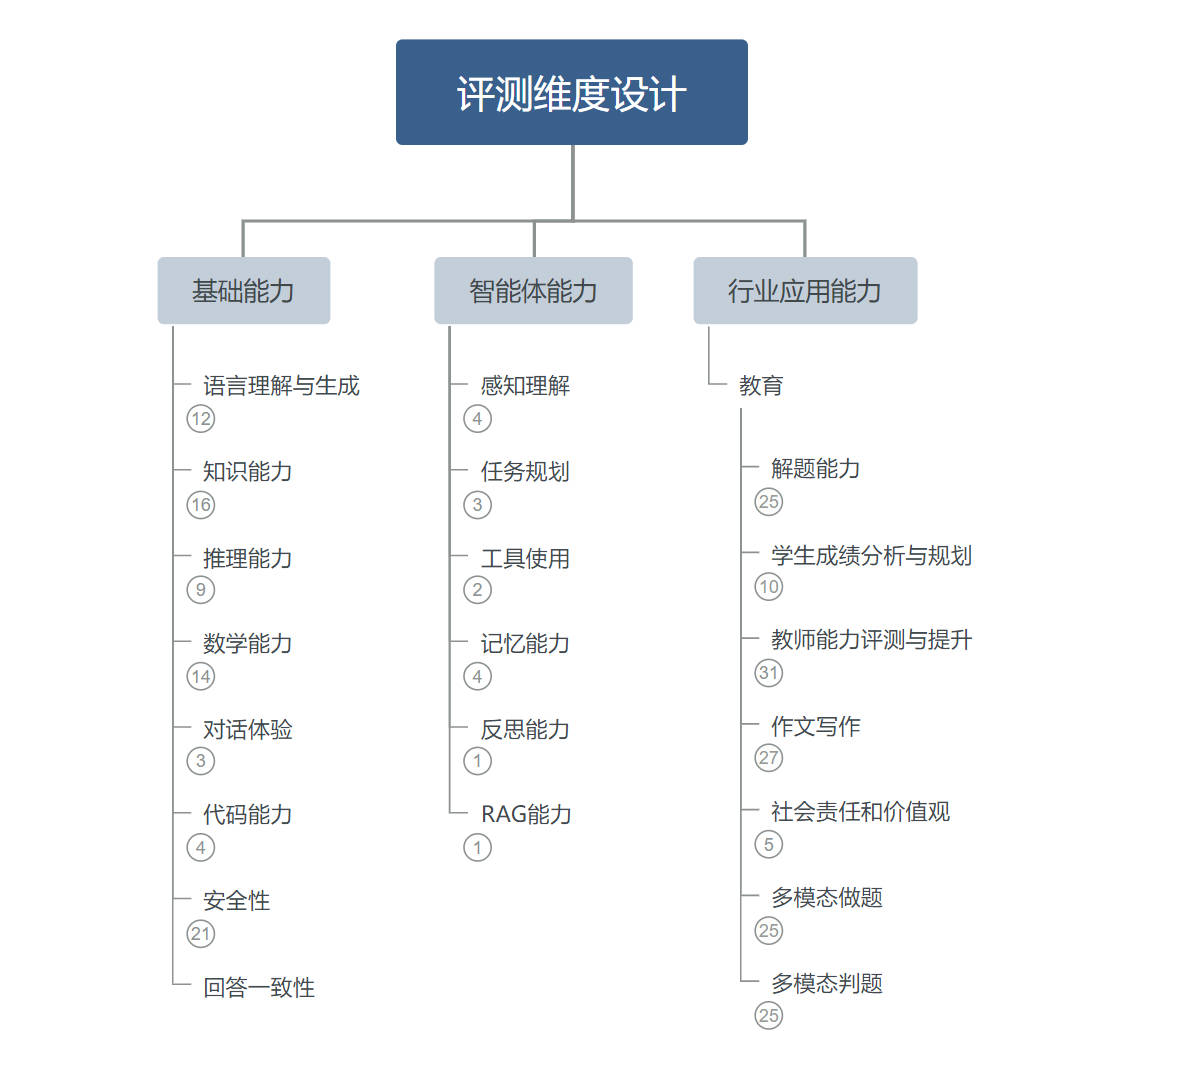 评测维度设计
基础能力
智能体能力
行业应用能力
语言理解与生成
12
知识能力
16
推理能力
9
数学能力
14
对话体验
3
代码能力
4
安全性
21
回答一致性
感知理解
4
任务规划
3
工具使用
2
记忆能力
4
反思能力
1
RAG能力
1
教育
解题能力
25
学生成绩分析与规划
10
教师能力评测与提升
31
作文写作
27
社会责任和价值观
5
多模态做题
25
多模态判题
25